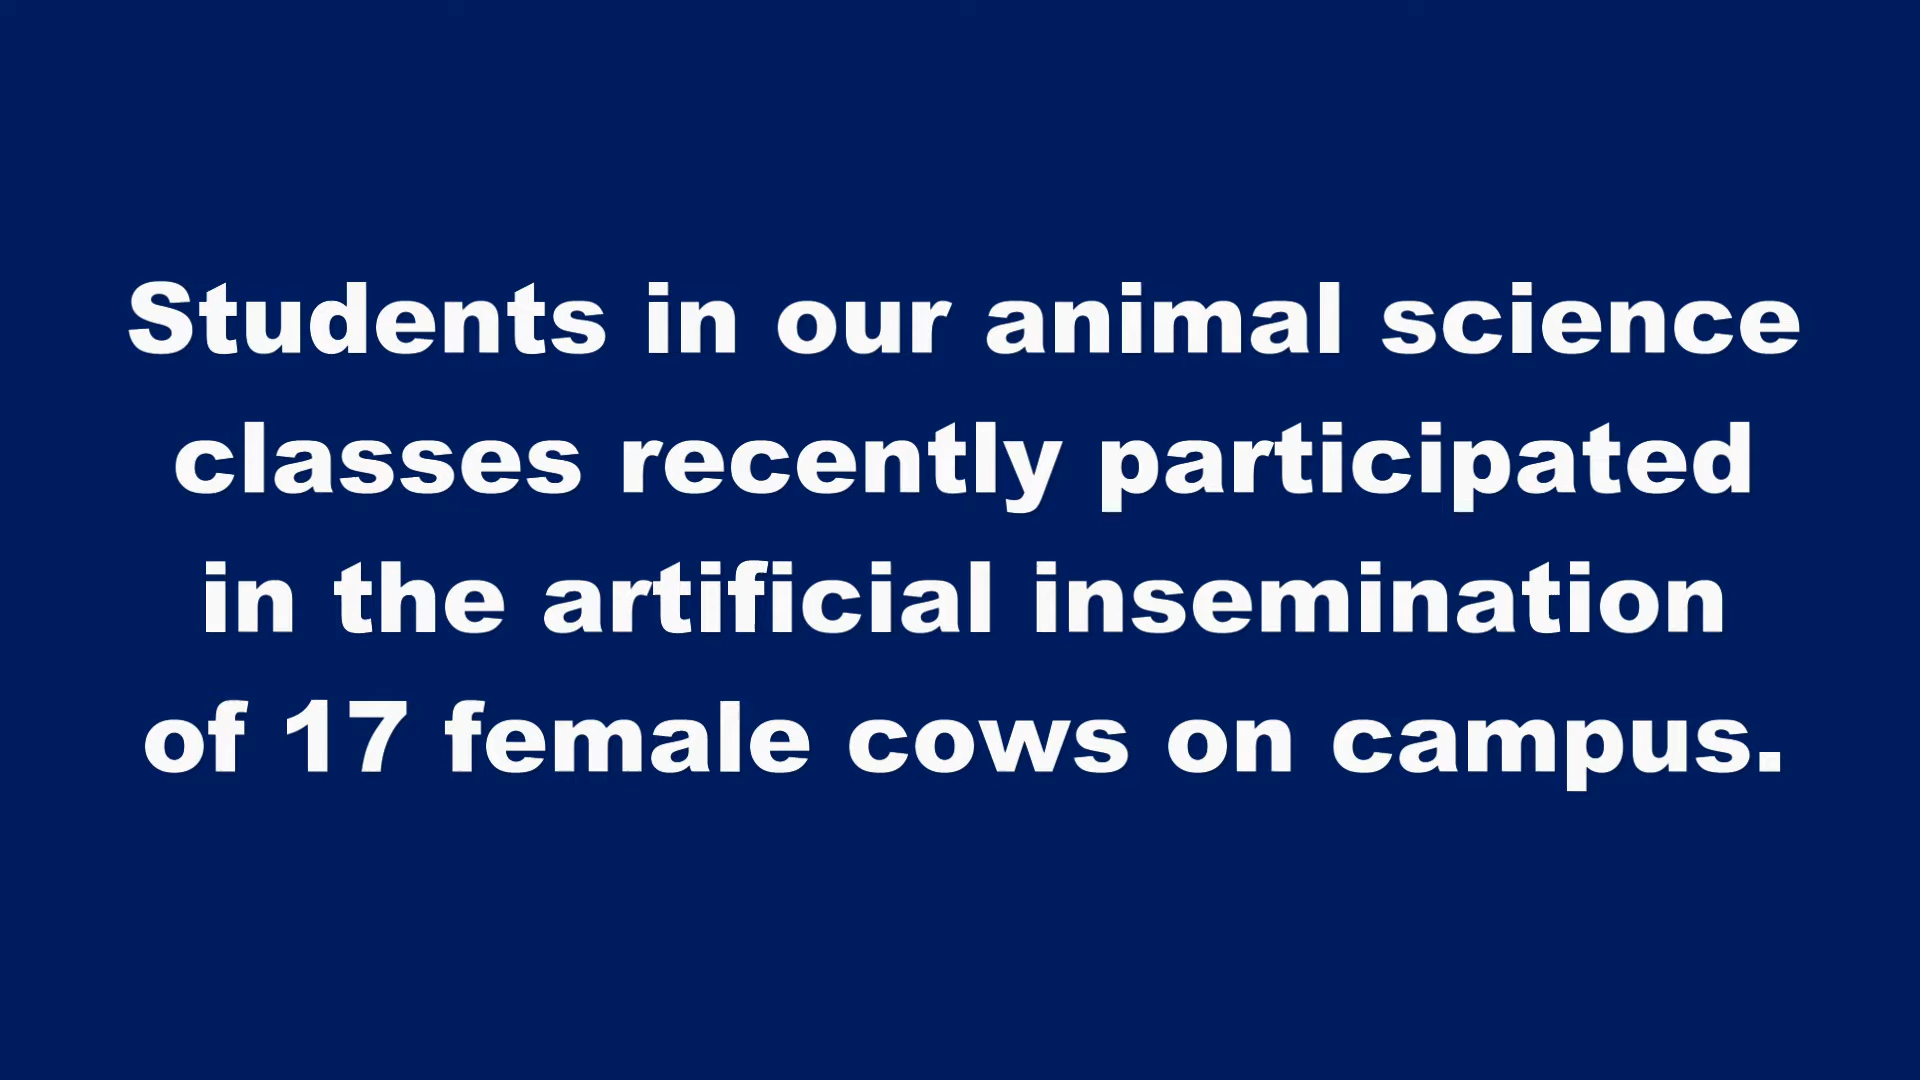 Students in our animal science
classes recently participated
in the artificial insemination
of 17 female cows on campus.